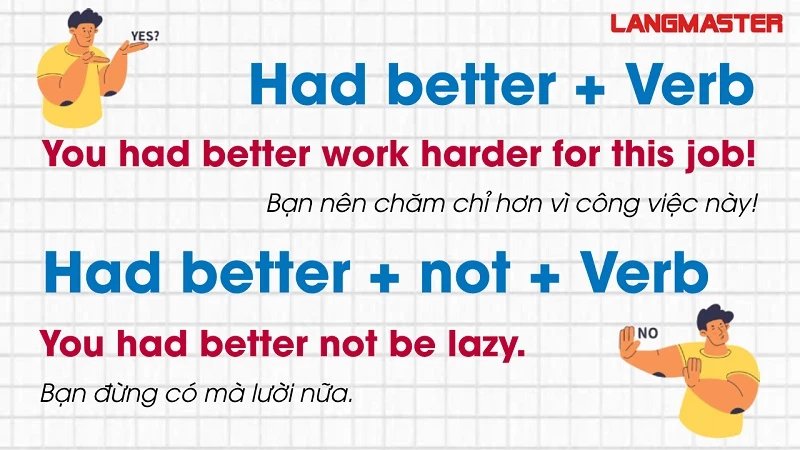 LANGMASTER
YES?
Had better + Verb
You had better work harder for this job!
Bạn nên chăm chỉ hơn vì công việc này!
Had better + not + Verb
NO
You had better not be lazy.
Bạn đừng có mà lười nữa.